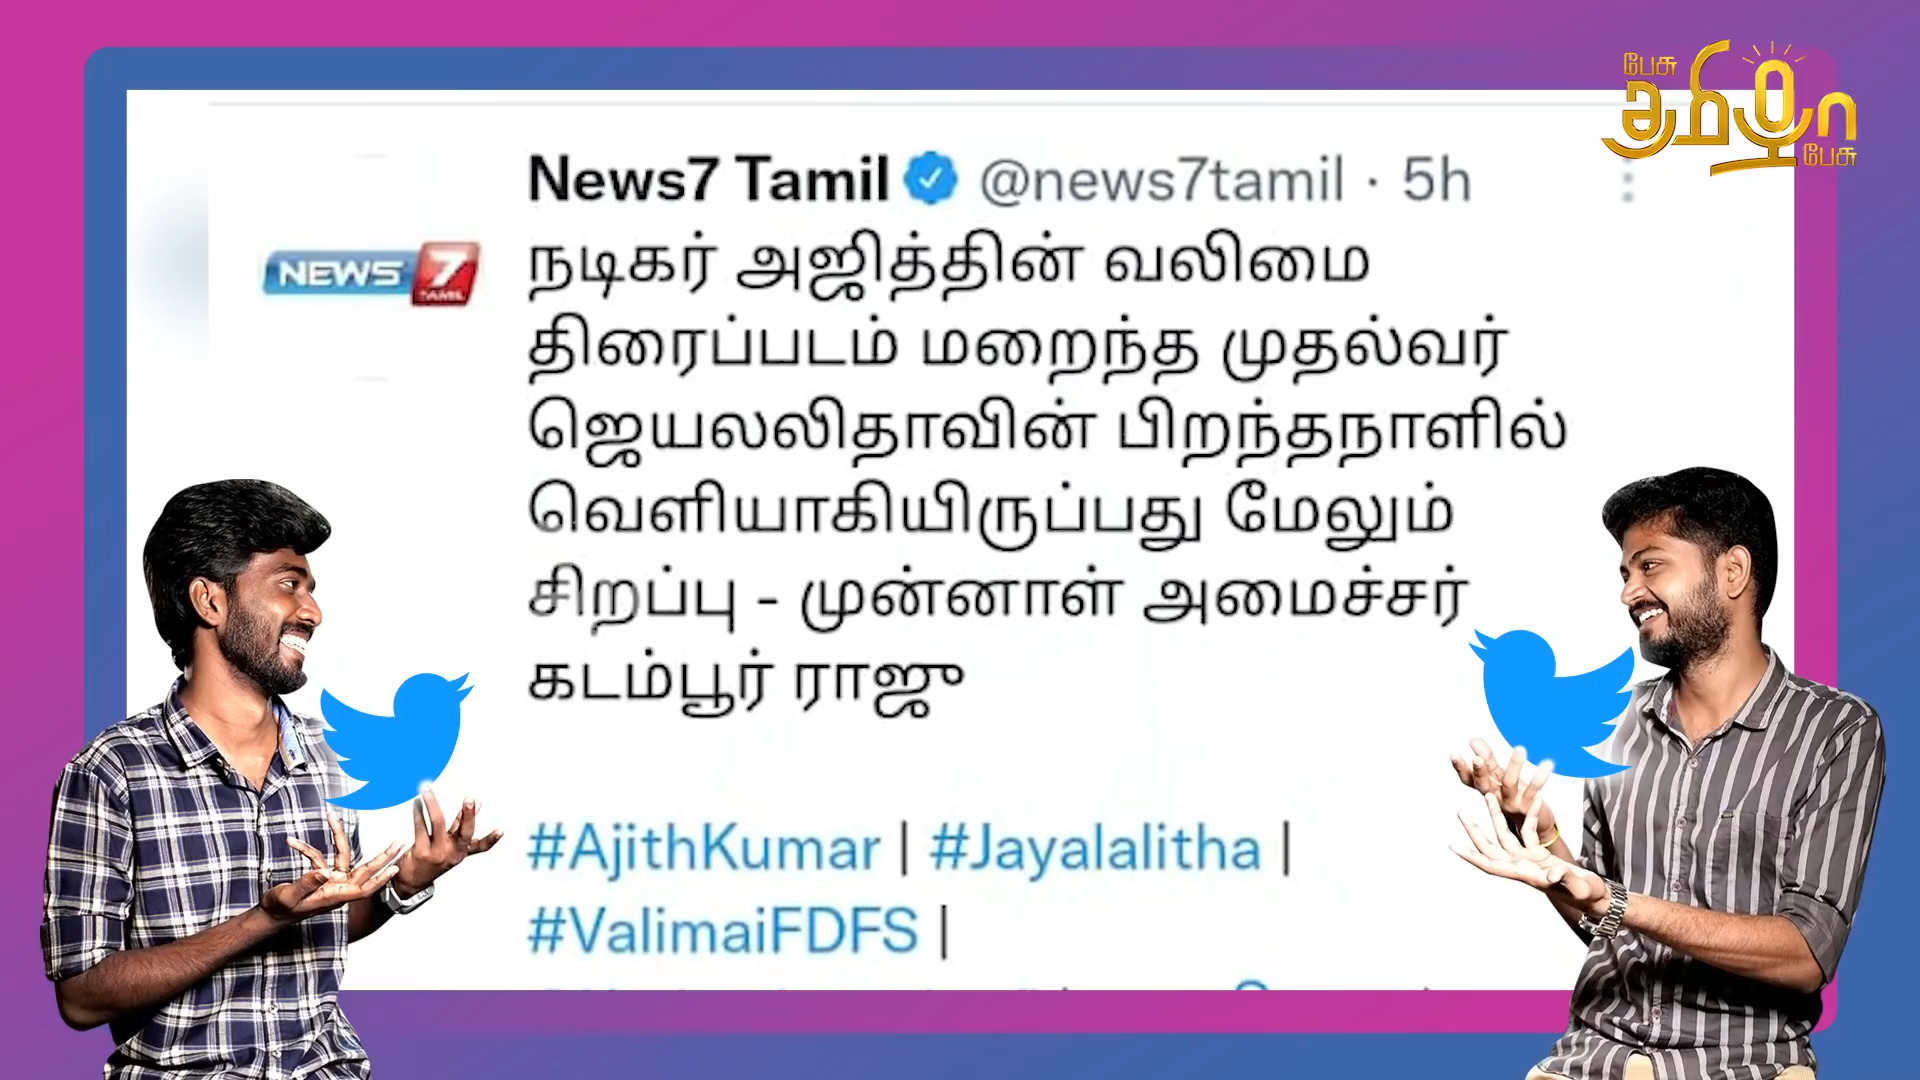 பேசு
தமிழா
பேசு
News7 Tamil @news7tamil · 5h
NEWS 7
TAMIL
நடிகர் அஜித்தின் வலிமை
திரைப்படம் மறைந்த முதல்வர்
ஜெயலலிதாவின் பிறந்தநாளில்
வெளியாகியிருப்பது மேலும்
சிறப்பு - முன்னாள் அமைச்சர்
கடம்பூர் ராஜு
#AjithKumar | #Jayalalitha |
#ValimaiFDFS |